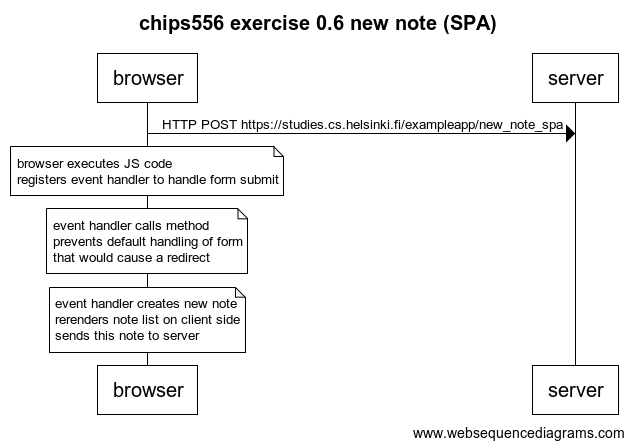 chips556 exercise 0.6 new note (SPA)
browser
server
HTTP POST https://studies.cs.helsinki.fi/exampleapp/new_note_spa
browser executes JS code
registers event handler to handle form submit
event handler calls method
prevents default handling of form
that would cause a redirect
event handler creates new note
rerenders note list on client side
sends this note to server
browser
server
www.websequencediagrams.com